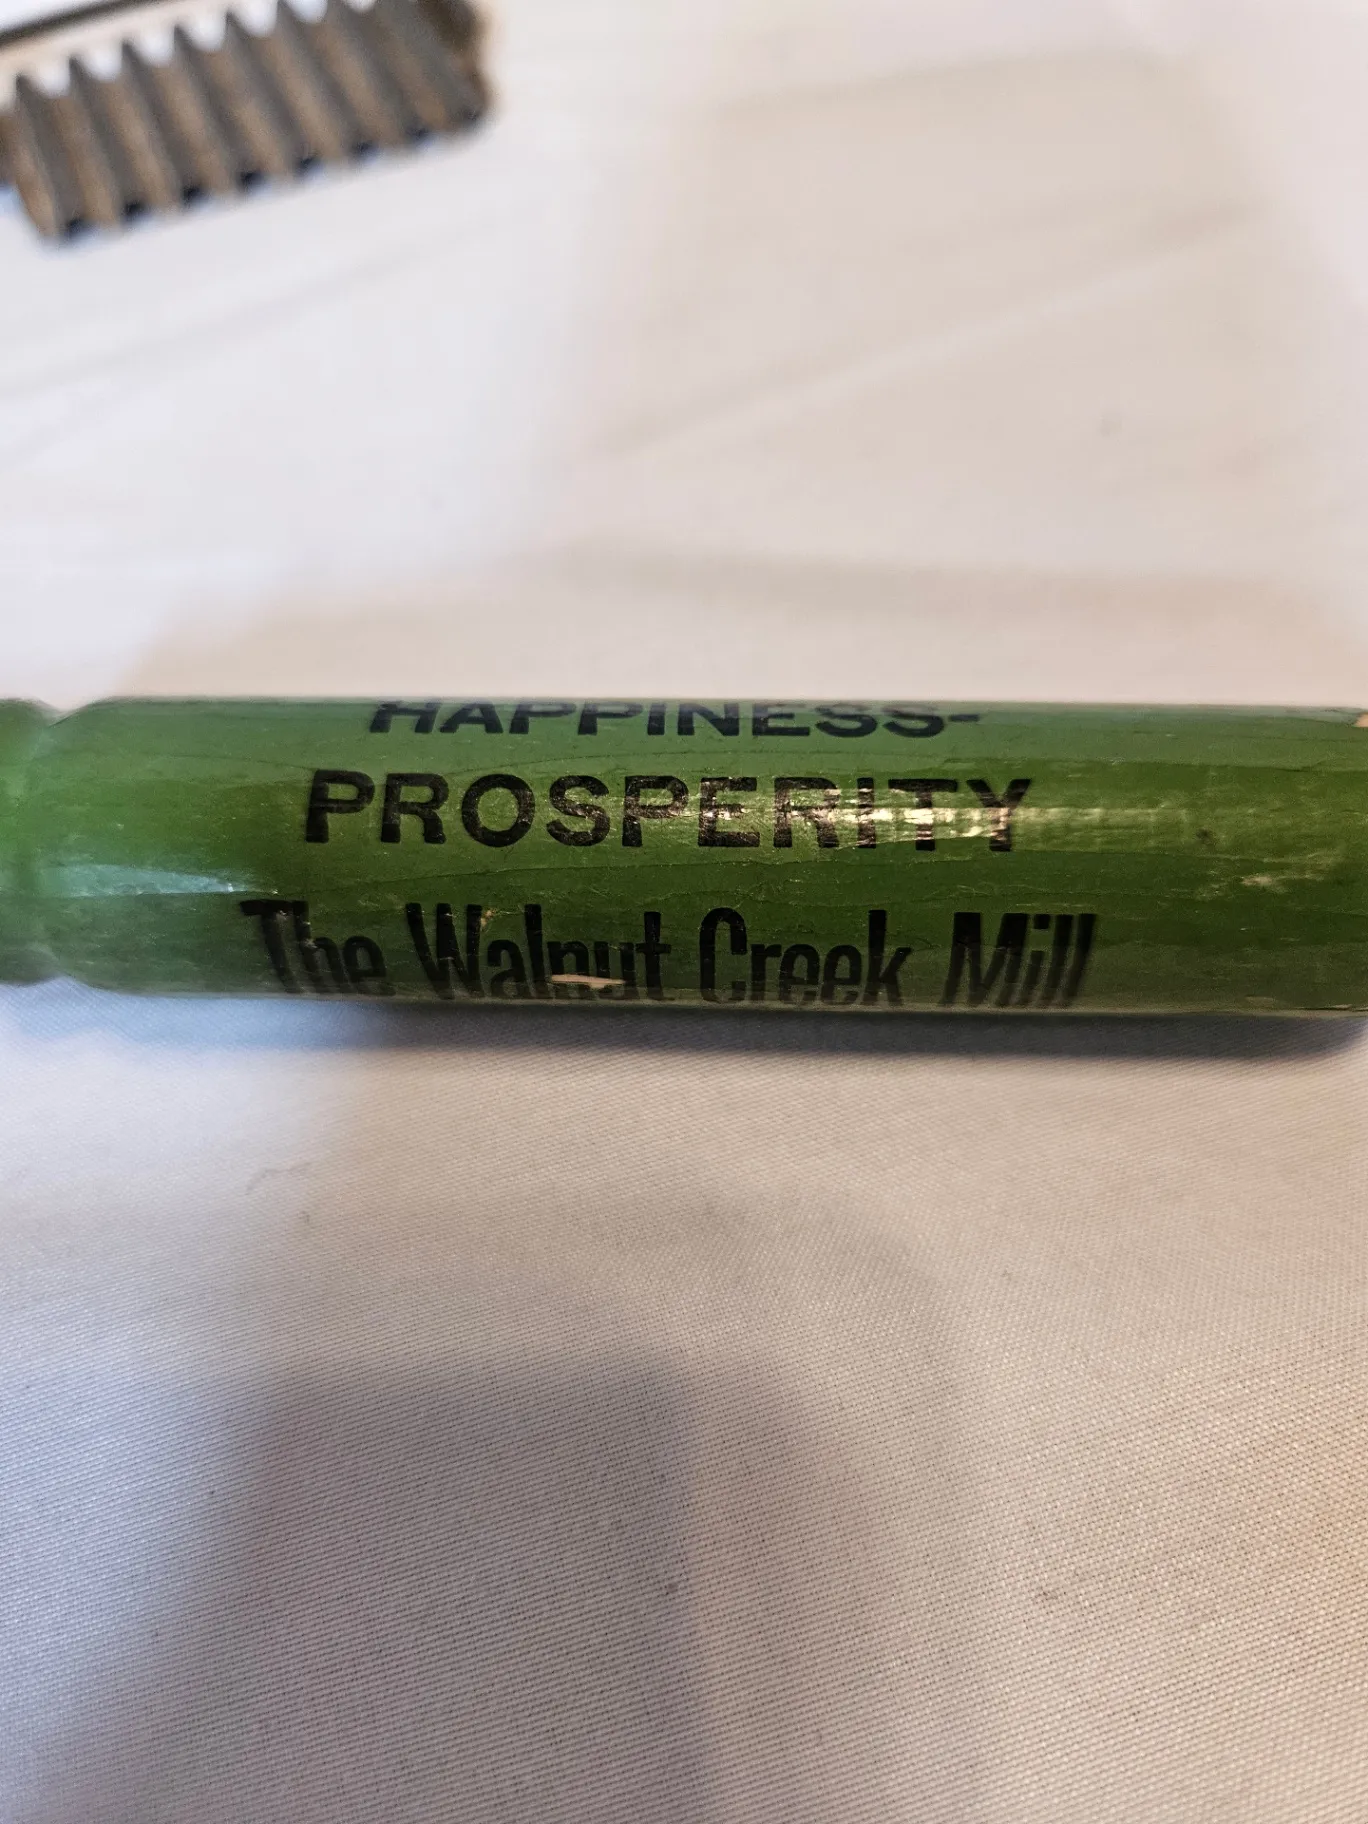 HAPPINESS-
PROSPERITY
The Walnut Creek Mill